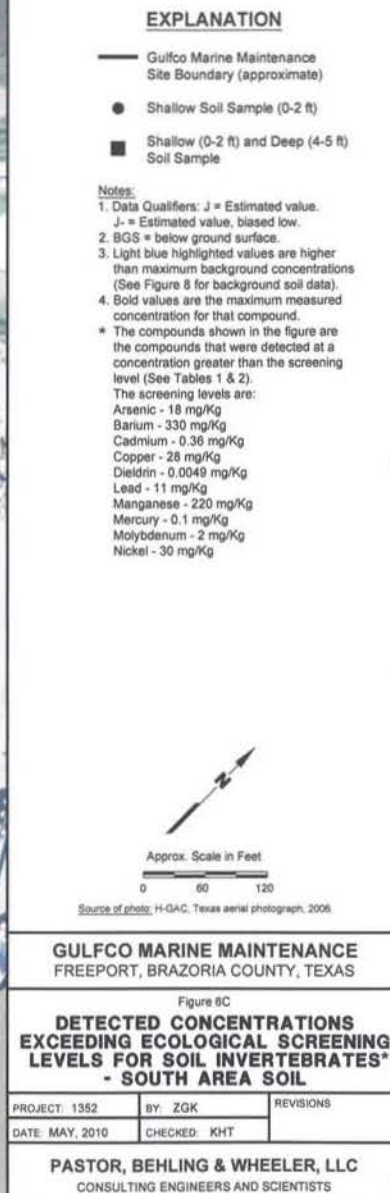 EXPLANATION
Gulfco Marine Maintenance
Site Boundary (approximate)
Shallow Soil Sample (0-2 ft)
Shallow (0-2 ft) and Deep (4-5 ft)
Soil Sample
Notes:
1. Data Qualifiers: J = Estimated value.
J- = Estimated value, biased low.
2. BGS = below ground surface.
3. Light blue highlighted values are higher
than maximum background concentrations
(See Figure 8 for background soil data).
4. Bold values are the maximum measured
concentration for that compound.
* The compounds shown in the figure are
the compounds that were detected at a
concentration greater than the screening
level (See Tables 1 & 2).
The screening levels are:
Arsenic - 18 mg/Kg
Barium - 330 mg/Kg
Cadmium - 0.36 mg/Kg
Copper - 28 mg/Kg
Dieldrin - 0.0049 mg/Kg
Lead - 11 mg/Kg
Manganese - 220 mg/Kg
Mercury - 0.1 mg/Kg
Molybdenum - 2 mg/Kg
Nickel - 30 mg/Kg
N
Approx. Scale in Feet
0 60 120
Source of photo: H-GAC, Texas aerial photograph, 2006.
GULFCO MARINE MAINTENANCE
FREEPORT, BRAZORIA COUNTY, TEXAS
Figure 6C
DETECTED CONCENTRATIONS
EXCEEDING ECOLOGICAL SCREENING
LEVELS FOR SOIL INVERTEBRATES*
- SOUTH AREA SOIL
PROJECT: 1352 BY: ZGK REVISIONS
DATE: MAY, 2010 CHECKED: KHT
PASTOR, BEHLING & WHEELER, LLC
CONSULTING ENGINEERS AND SCIENTISTS